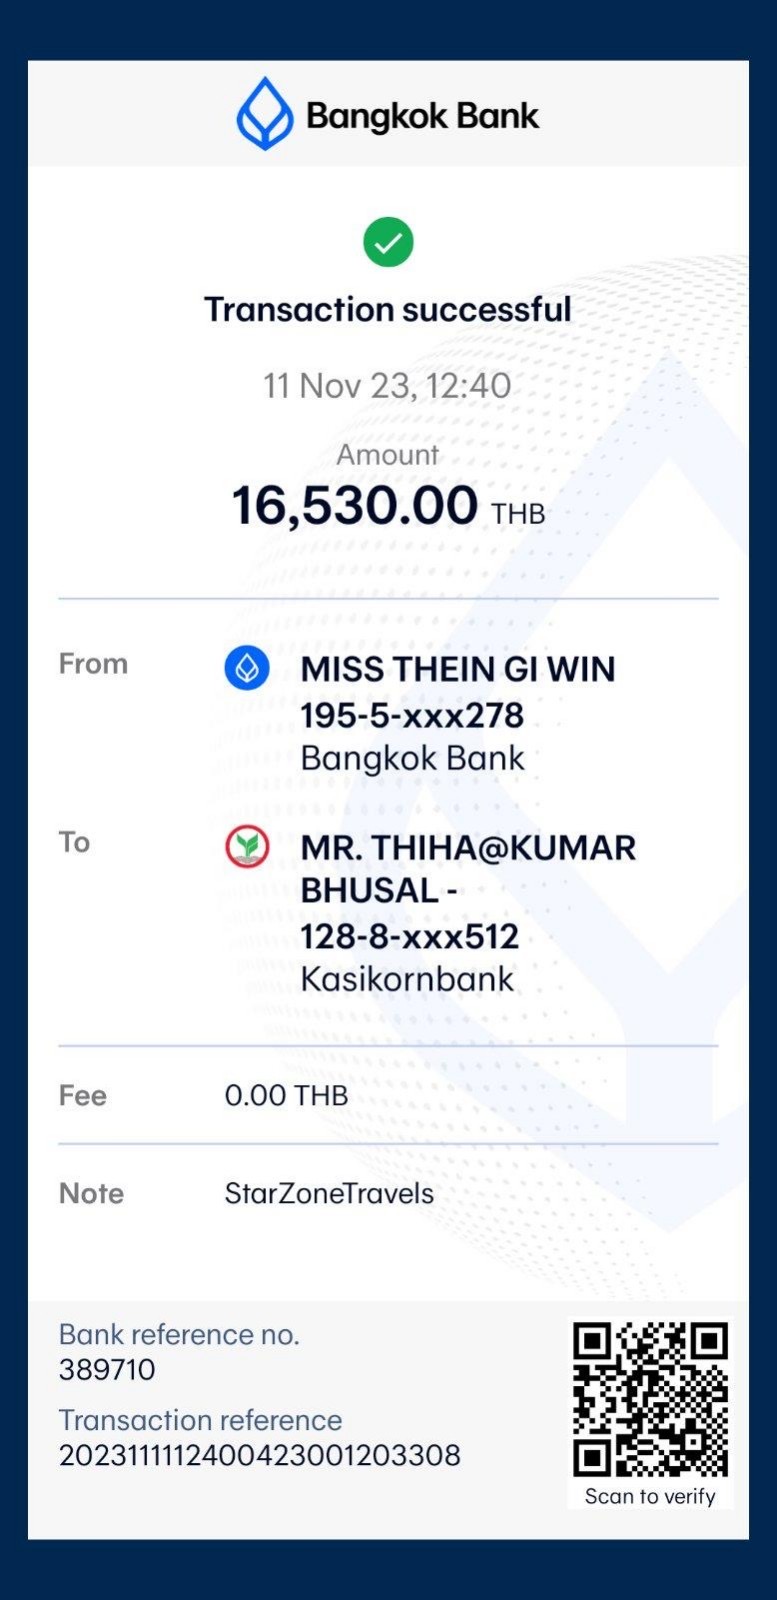 Bangkok Bank
Transaction successful
11 Nov 23, 12:40
Amount
16,530.00 THB
From
MISS THEIN GI WIN
195-5-xxx278
Bangkok Bank
To
MR. THIHA@KUMAR
BHUSAL -
128-8-xxx512
Kasikornbank
Fee 0.00 THB
Note StarZoneTravels
Bank reference no.
389710
Transaction reference
2023111112400423001203308
Scan to verify